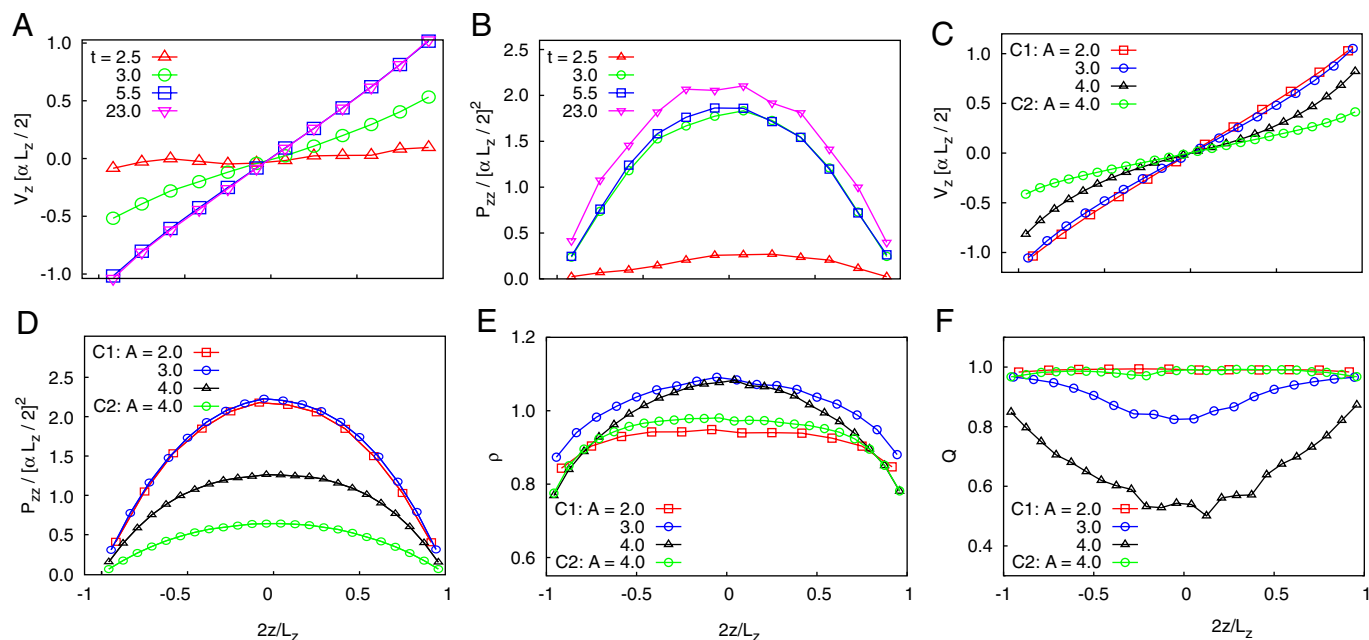 A
V_z [α L_z / 2]
1.0
0.5
0.0
-0.5
-1.0
t = 2.5
3.0
5.5
23.0
B
P_zz / [α L_z / 2]²
2.5
2.0
1.5
1.0
0.5
0.0
t = 2.5
3.0
5.5
23.0
C
V_z [α L_z / 2]
1.0
0.5
0.0
-0.5
-1.0
C1: A = 2.0
3.0
4.0
C2: A = 4.0
D
P_zz / [α L_z / 2]²
2.5
2.0
1.5
1.0
0.5
0.0
C1: A = 2.0
3.0
4.0
C2: A = 4.0
-1
-0.5
0
0.5
1
2z/L_z
E
ρ
1.2
1.0
0.8
0.6
C1: A = 2.0
3.0
4.0
C2: A = 4.0
-1
-0.5
0
0.5
1
2z/L_z
F
Q
1.0
0.8
0.6
0.4
C1: A = 2.0
3.0
4.0
C2: A = 4.0
-1
-0.5
0
0.5
1
2z/L_z